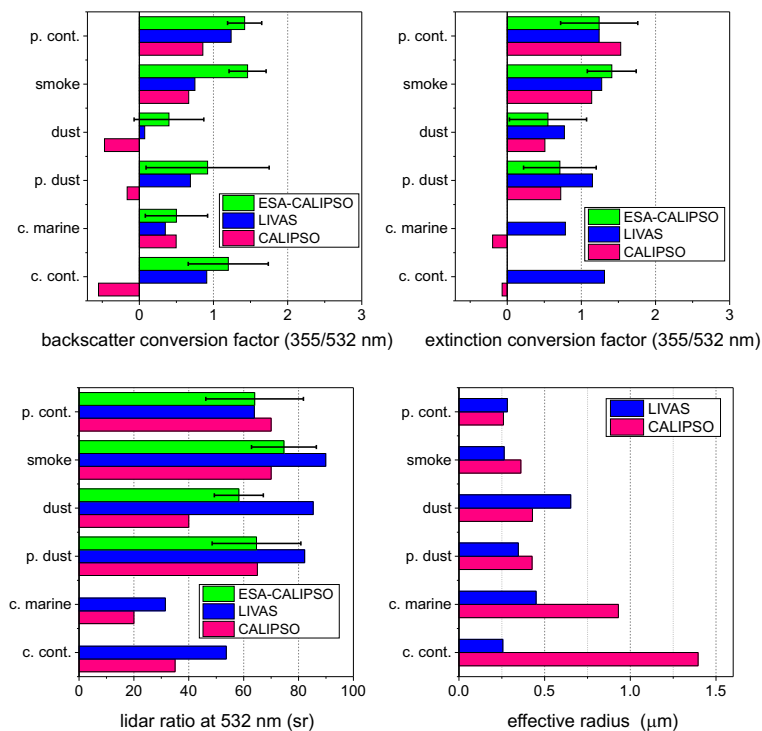 p. cont.
smoke
dust
p. dust
c. marine
c. cont.
ESA-CALIPSO
LIVAS
CALIPSO
0 1 2 3
backscatter conversion factor (355/532 nm)
p. cont.
smoke
dust
p. dust
c. marine
c. cont.
ESA-CALIPSO
LIVAS
CALIPSO
0 1 2 3
extinction conversion factor (355/532 nm)
p. cont.
smoke
dust
p. dust
c. marine
c. cont.
ESA-CALIPSO
LIVAS
CALIPSO
0 20 40 60 80 100
lidar ratio at 532 nm (sr)
p. cont.
smoke
dust
p. dust
c. marine
c. cont.
LIVAS
CALIPSO
0.0 0.5 1.0 1.5
effective radius (μm)